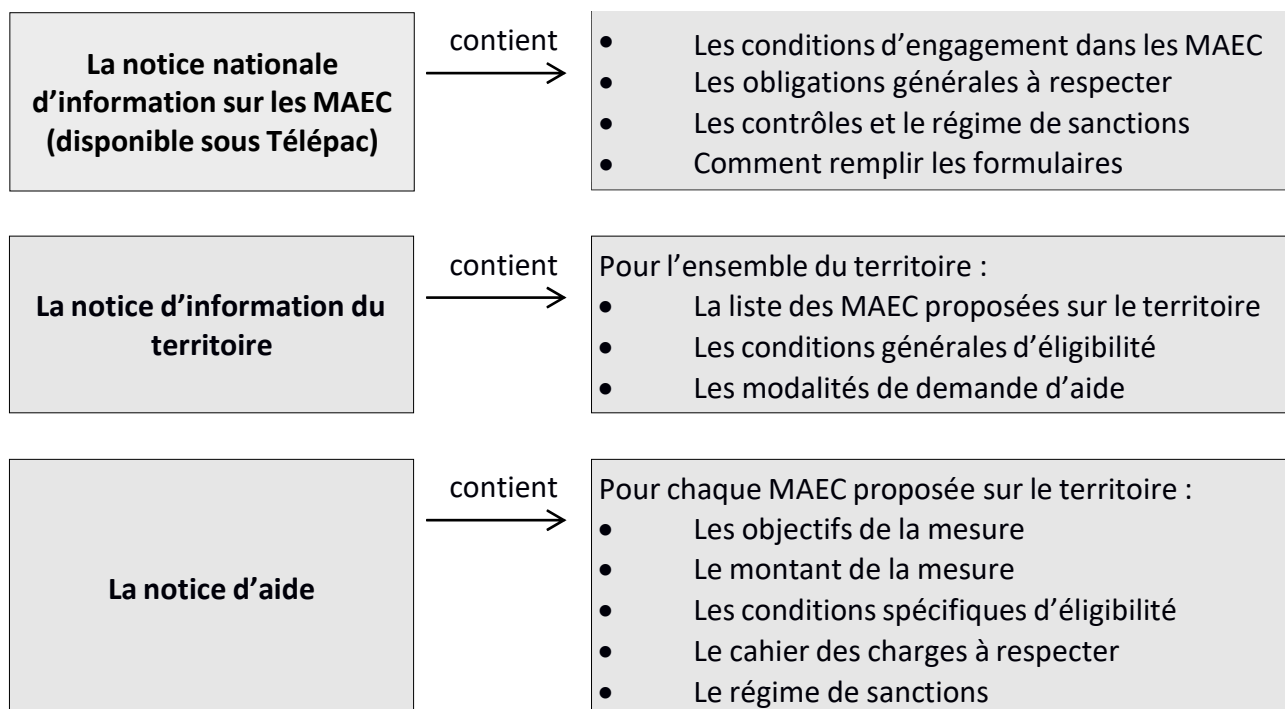 La notice nationale
d’information sur les MAEC
(disponible sous Télépac)
contient
• Les conditions d’engagement dans les MAEC
• Les obligations générales à respecter
• Les contrôles et le régime de sanctions
• Comment remplir les formulaires
La notice d’information du
territoire
contient
Pour l’ensemble du territoire :
• La liste des MAEC proposées sur le territoire
• Les conditions générales d’éligibilité
• Les modalités de demande d’aide
La notice d’aide
contient
Pour chaque MAEC proposée sur le territoire :
• Les objectifs de la mesure
• Le montant de la mesure
• Les conditions spécifiques d’éligibilité
• Le cahier des charges à respecter
• Le régime de sanctions